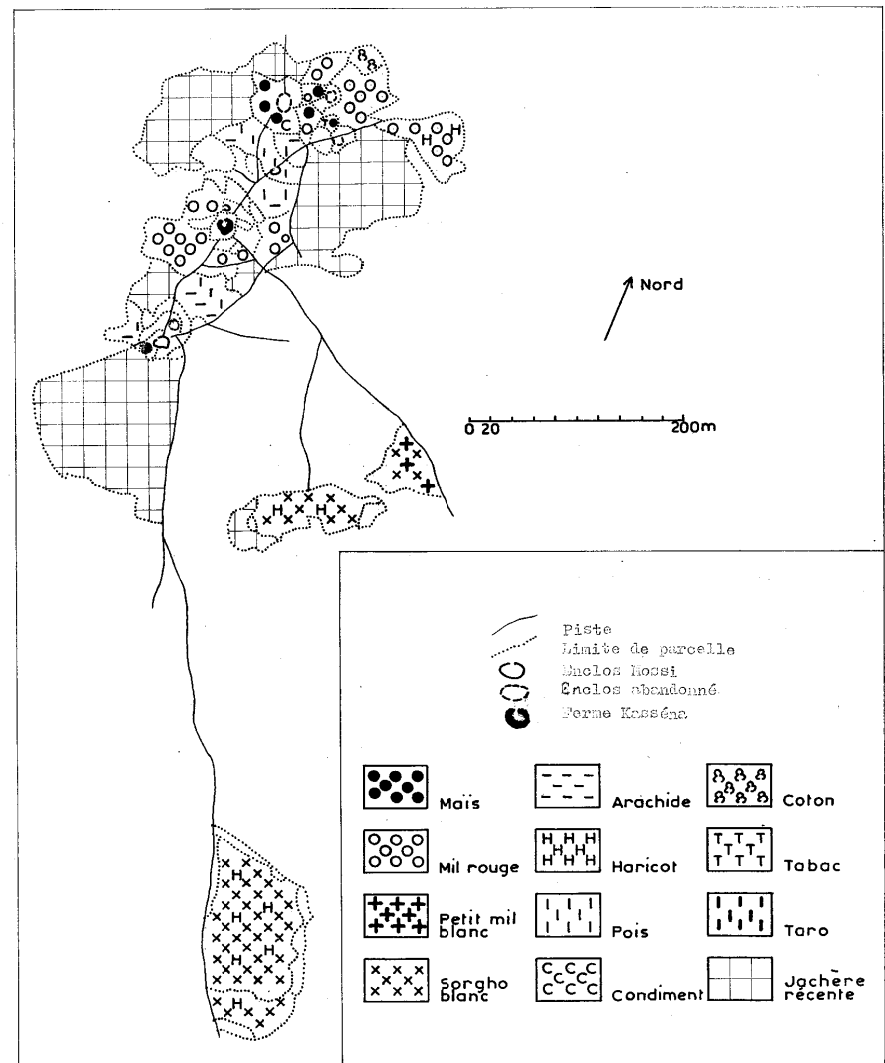 Nord
0 20 200m
Piste
Limite de parcelle
Enclos Mossi
Enclos abandonné
Ferme Kasséna
Maïs
Arachide
Coton
Mil rouge
Haricot
Tabac
Petit mil
blanc
Pois
Taro
Sorgho
blanc
Condiment
Jachère
récente